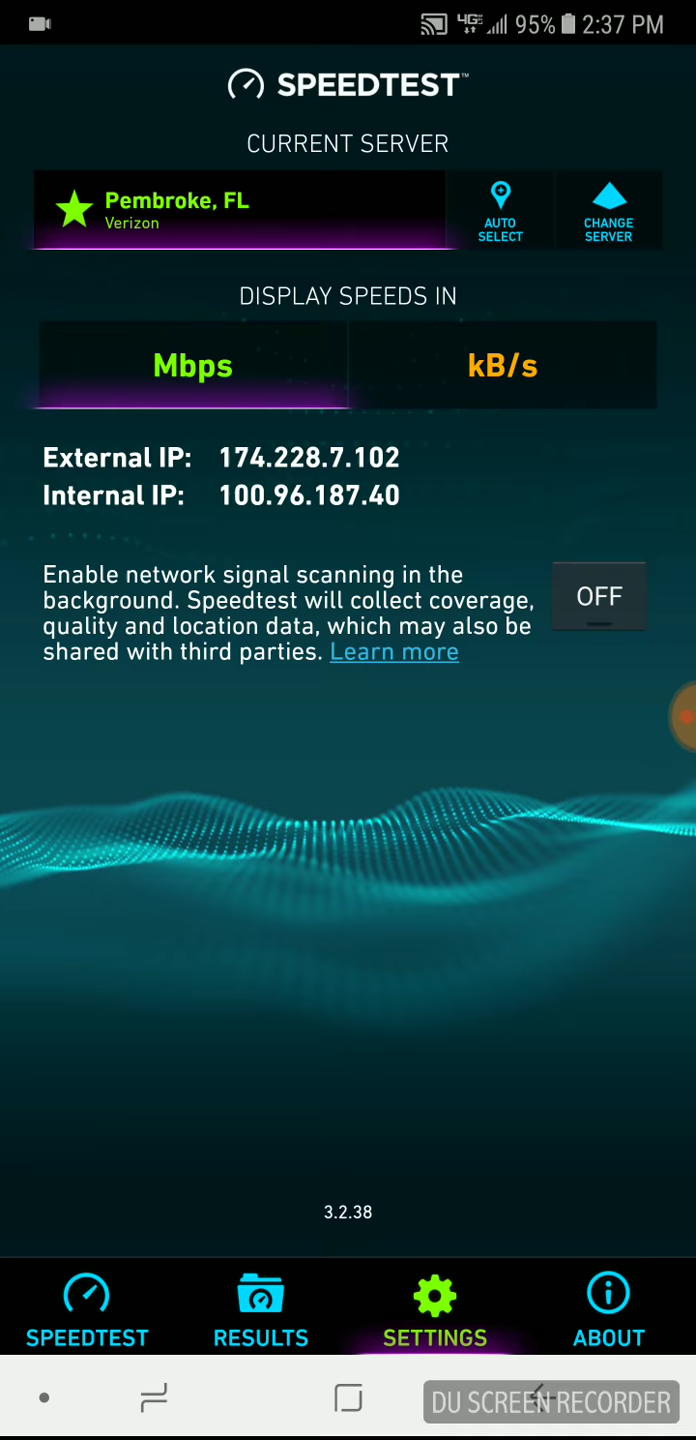 4GE 95% 2:37 PM
SPEEDTEST™
CURRENT SERVER
Pembroke, FL
Verizon
AUTO
SELECT
CHANGE
SERVER
DISPLAY SPEEDS IN
Mbps
kB/s
External IP: 174.228.7.102
Internal IP: 100.96.187.40
Enable network signal scanning in the
background. Speedtest will collect coverage,
quality and location data, which may also be
shared with third parties. Learn more
OFF
3.2.38
SPEEDTEST
RESULTS
SETTINGS
ABOUT
DU SCREEN RECORDER